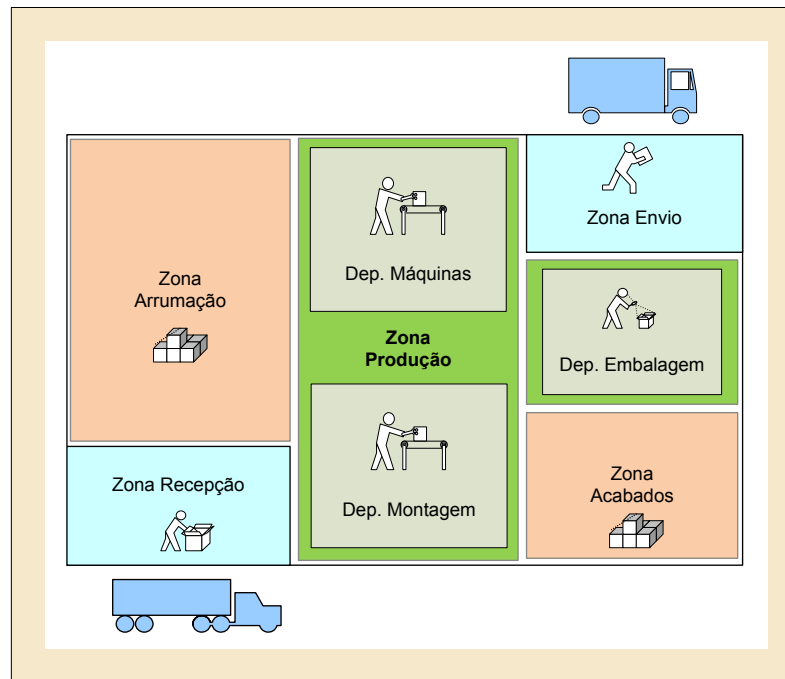 Zona Envio
Dep. Máquinas
Zona
Arrumação
Zona
Produção
Dep. Embalagem
Zona Recepção
Dep. Montagem
Zona
Acabados